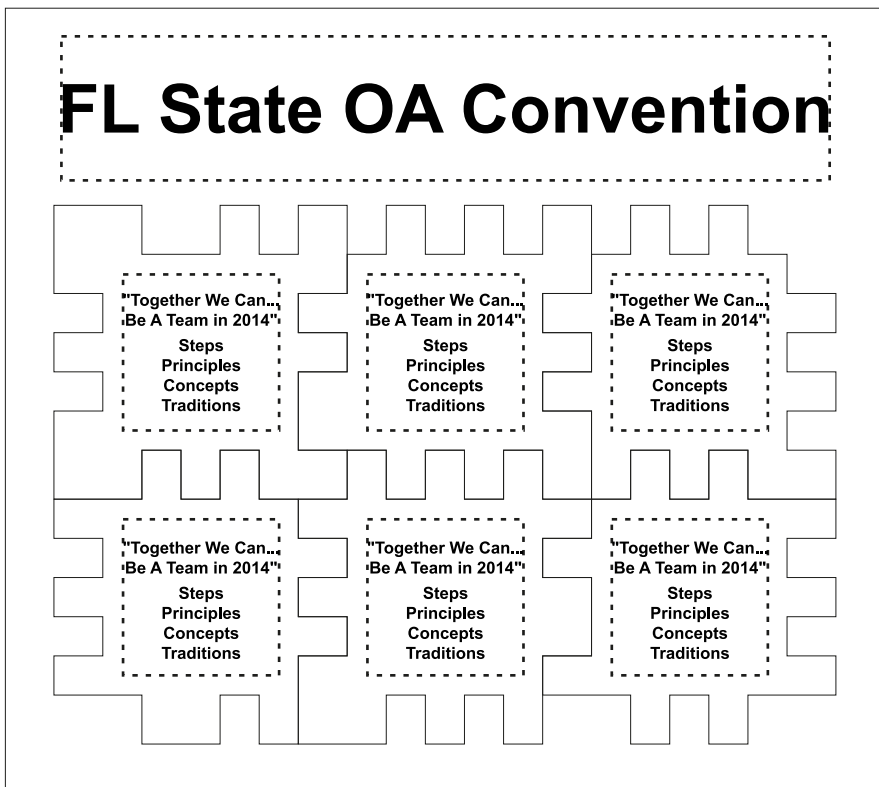 FL State OA Convention
"Together We Can...
Be A Team in 2014"
Steps
Principles
Concepts
Traditions
"Together We Can...
Be A Team in 2014"
Steps
Principles
Concepts
Traditions
"Together We Can...
Be A Team in 2014"
Steps
Principles
Concepts
Traditions
"Together We Can...
Be A Team in 2014"
Steps
Principles
Concepts
Traditions
"Together We Can...
Be A Team in 2014"
Steps
Principles
Concepts
Traditions
"Together We Can...
Be A Team in 2014"
Steps
Principles
Concepts
Traditions